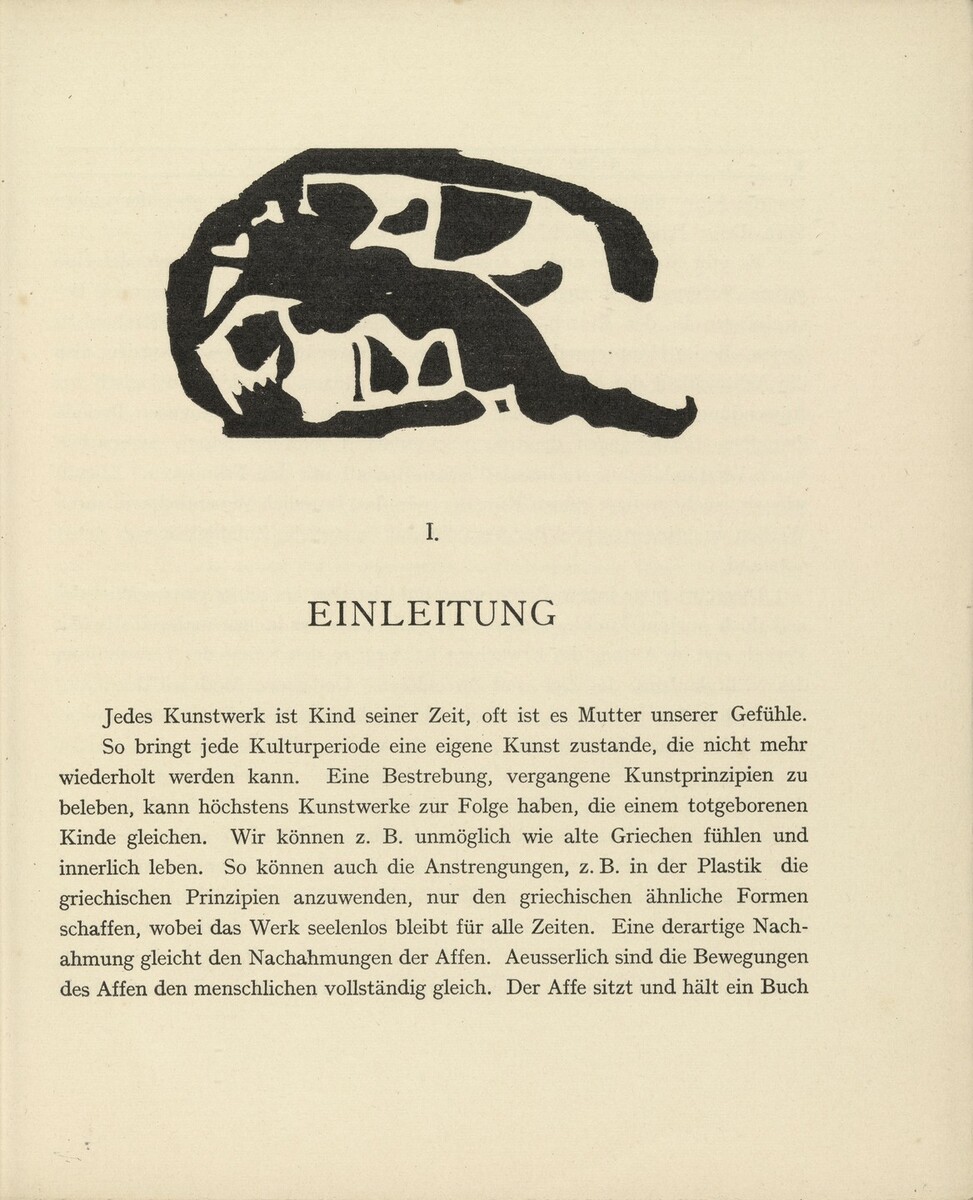 I.
EINLEITUNG
Jedes Kunstwerk ist Kind seiner Zeit, oft ist es Mutter unserer Gefühle.
So bringt jede Kulturperiode eine eigene Kunst zustande, die nicht mehr
wiederholt werden kann. Eine Bestrebung, vergangene Kunstprinzipien zu
beleben, kann höchstens Kunstwerke zur Folge haben, die einem totgeborenen
Kinde gleichen. Wir können z. B. unmöglich wie alte Griechen fühlen und
innerlich leben. So können auch die Anstrengungen, z. B. in der Plastik die
griechischen Prinzipien anzuwenden, nur den griechischen ähnliche Formen
schaffen, wobei das Werk seelenlos bleibt für alle Zeiten. Eine derartige Nach-
ahmung gleicht den Nachahmungen der Affen. Aeusserlich sind die Bewegungen
des Affen den menschlichen vollständig gleich. Der Affe sitzt und hält ein Buch